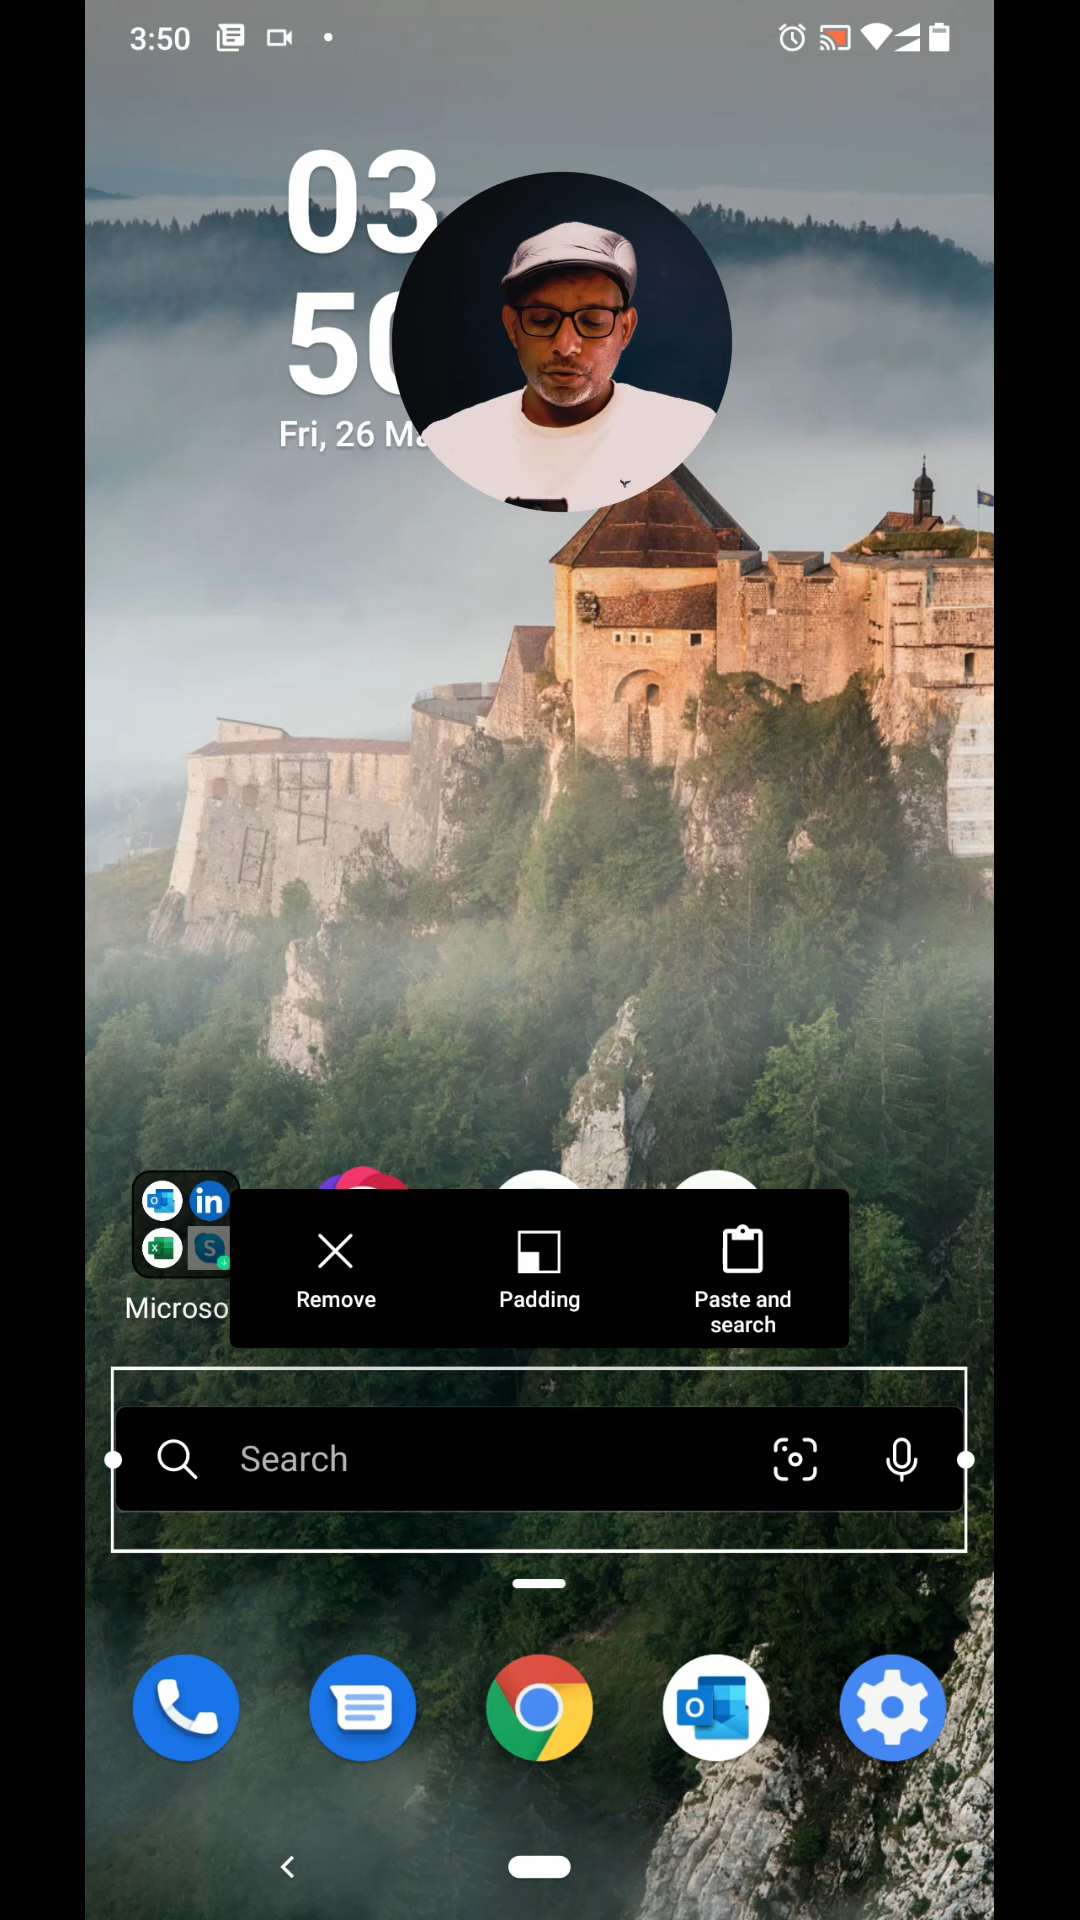 3:50
03
50
Fri, 26 Ma
Microso
Remove
Padding
Paste and
search
Search